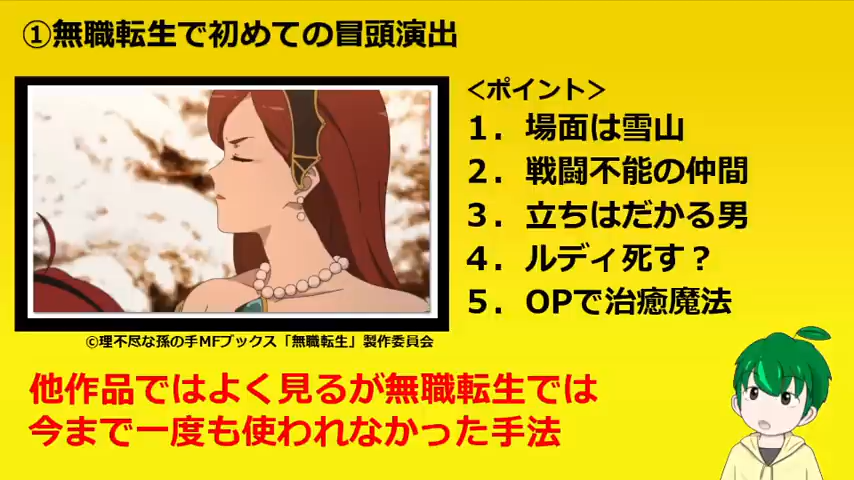 ①無職転生で初めての冒頭演出
＜ポイント＞
１．場面は雪山
２．戦闘不能の仲間
３．立ちはだかる男
４．ルディ死す？
５．OPで治癒魔法
©理不尽な孫の手MFブックス「無職転生」製作委員会
他作品ではよく見るが無職転生では
今まで一度も使われなかった手法